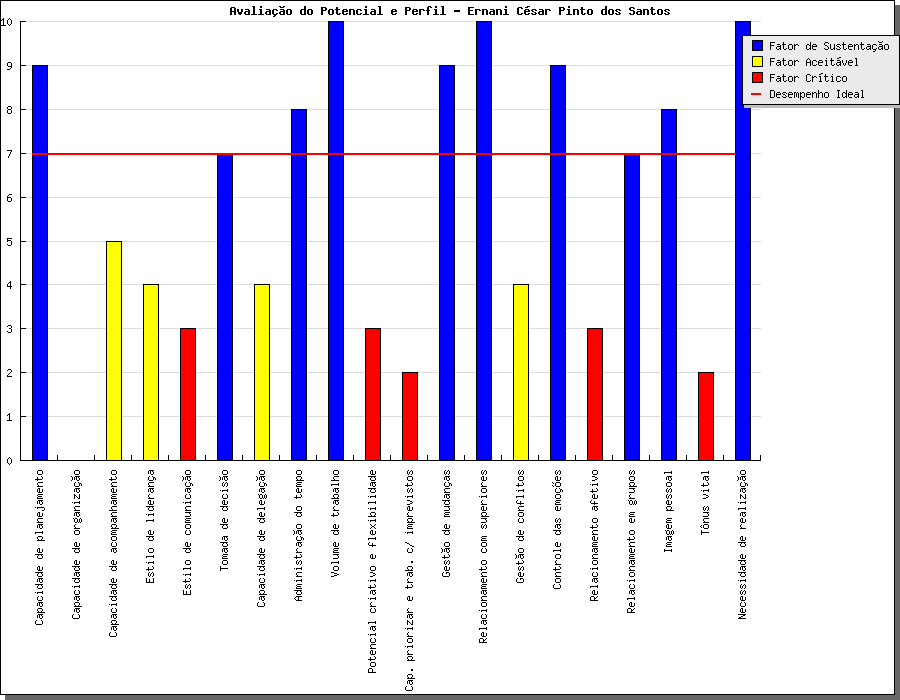 Avaliação do Potencial e Perfil - Ernani César Pinto dos Santos
10
9
8
7
6
5
4
3
2
1
0
Fator de Sustentação
Fator Aceitável
Fator Crítico
Desempenho Ideal
Capacidade de planejamento
Capacidade de organização
Capacidade de acompanhamento
Estilo de liderança
Estilo de comunicação
Tomada de decisão
Capacidade de delegação
Administração do tempo
Volume de trabalho
Potencial criativo e flexibilidade
Cap. priorizar e trab. c/ imprevistos
Gestão de mudanças
Relacionamento com superiores
Gestão de conflitos
Controle das emoções
Relacionamento afetivo
Relacionamento em grupos
Imagem pessoal
Tônus vital
Necessidade de realização